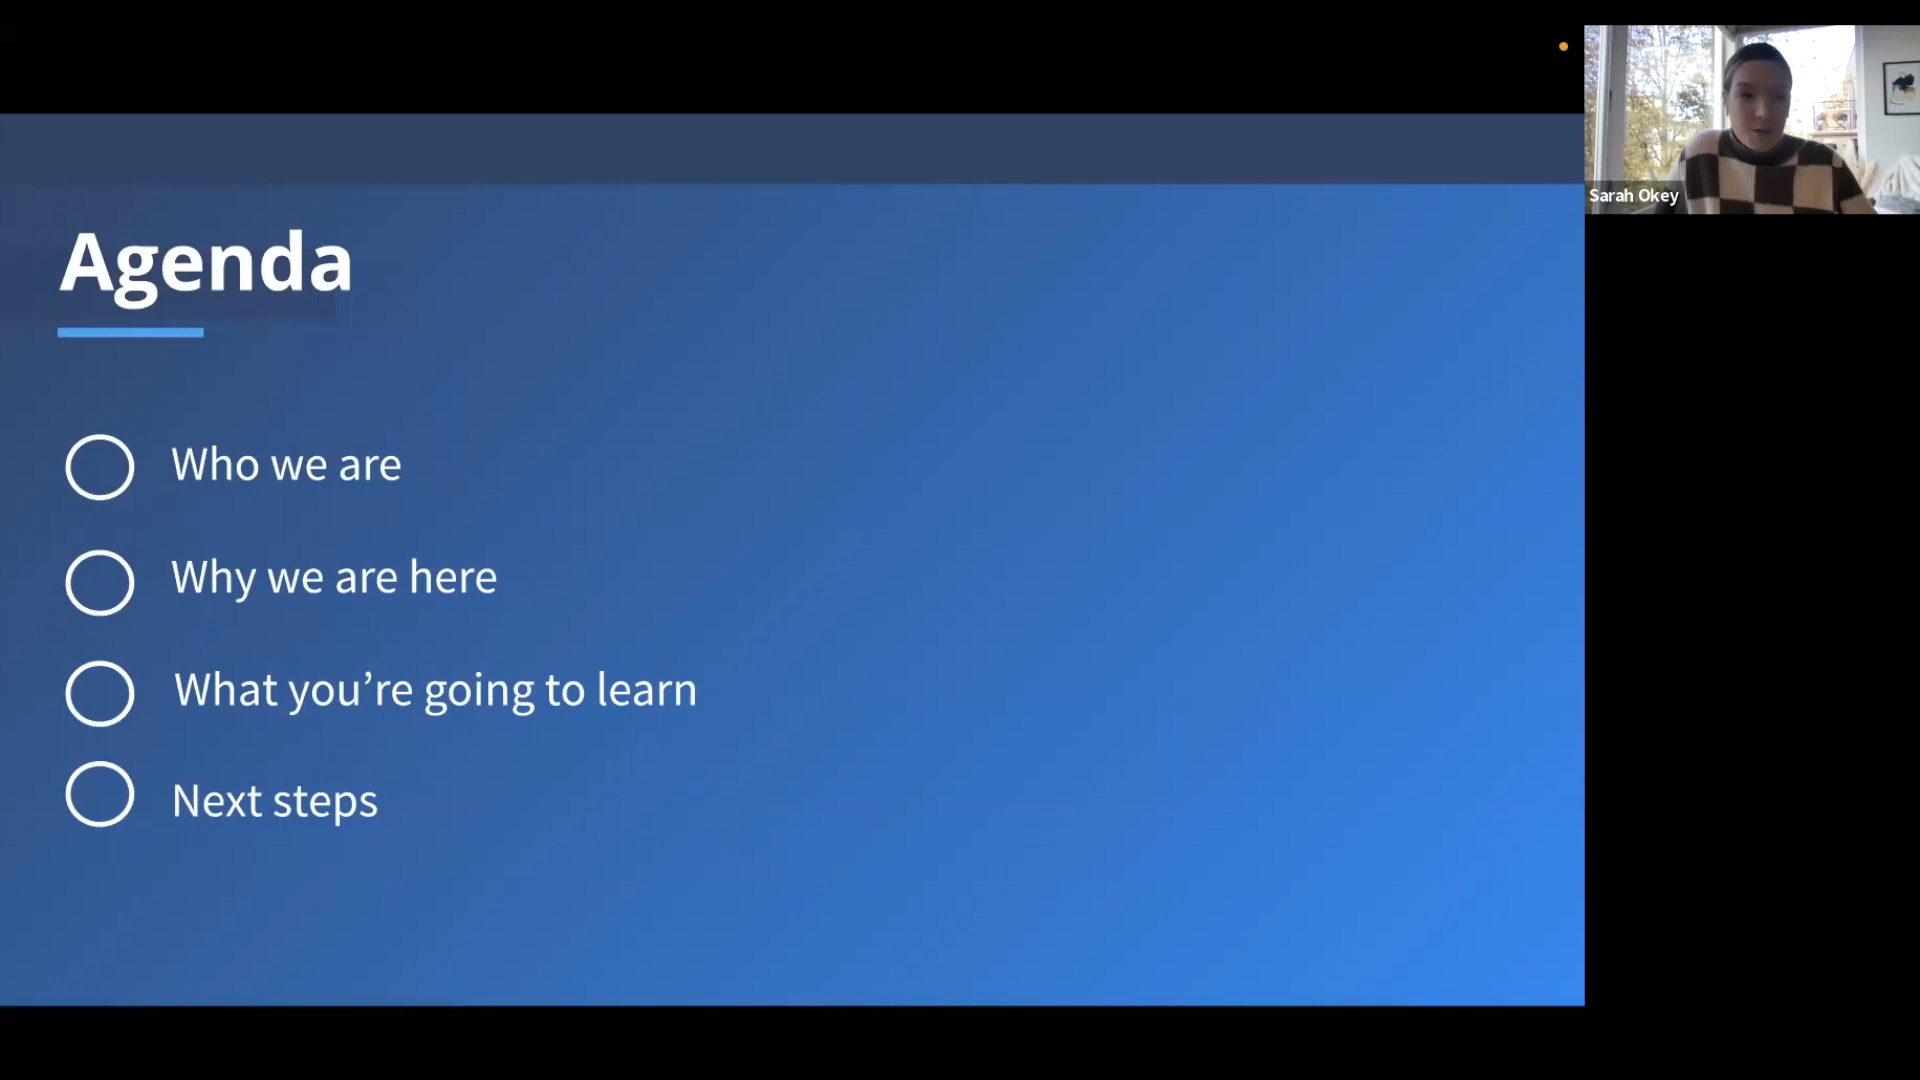 Agenda
Who we are
Why we are here
What you’re going to learn
Next steps
Sarah Okey